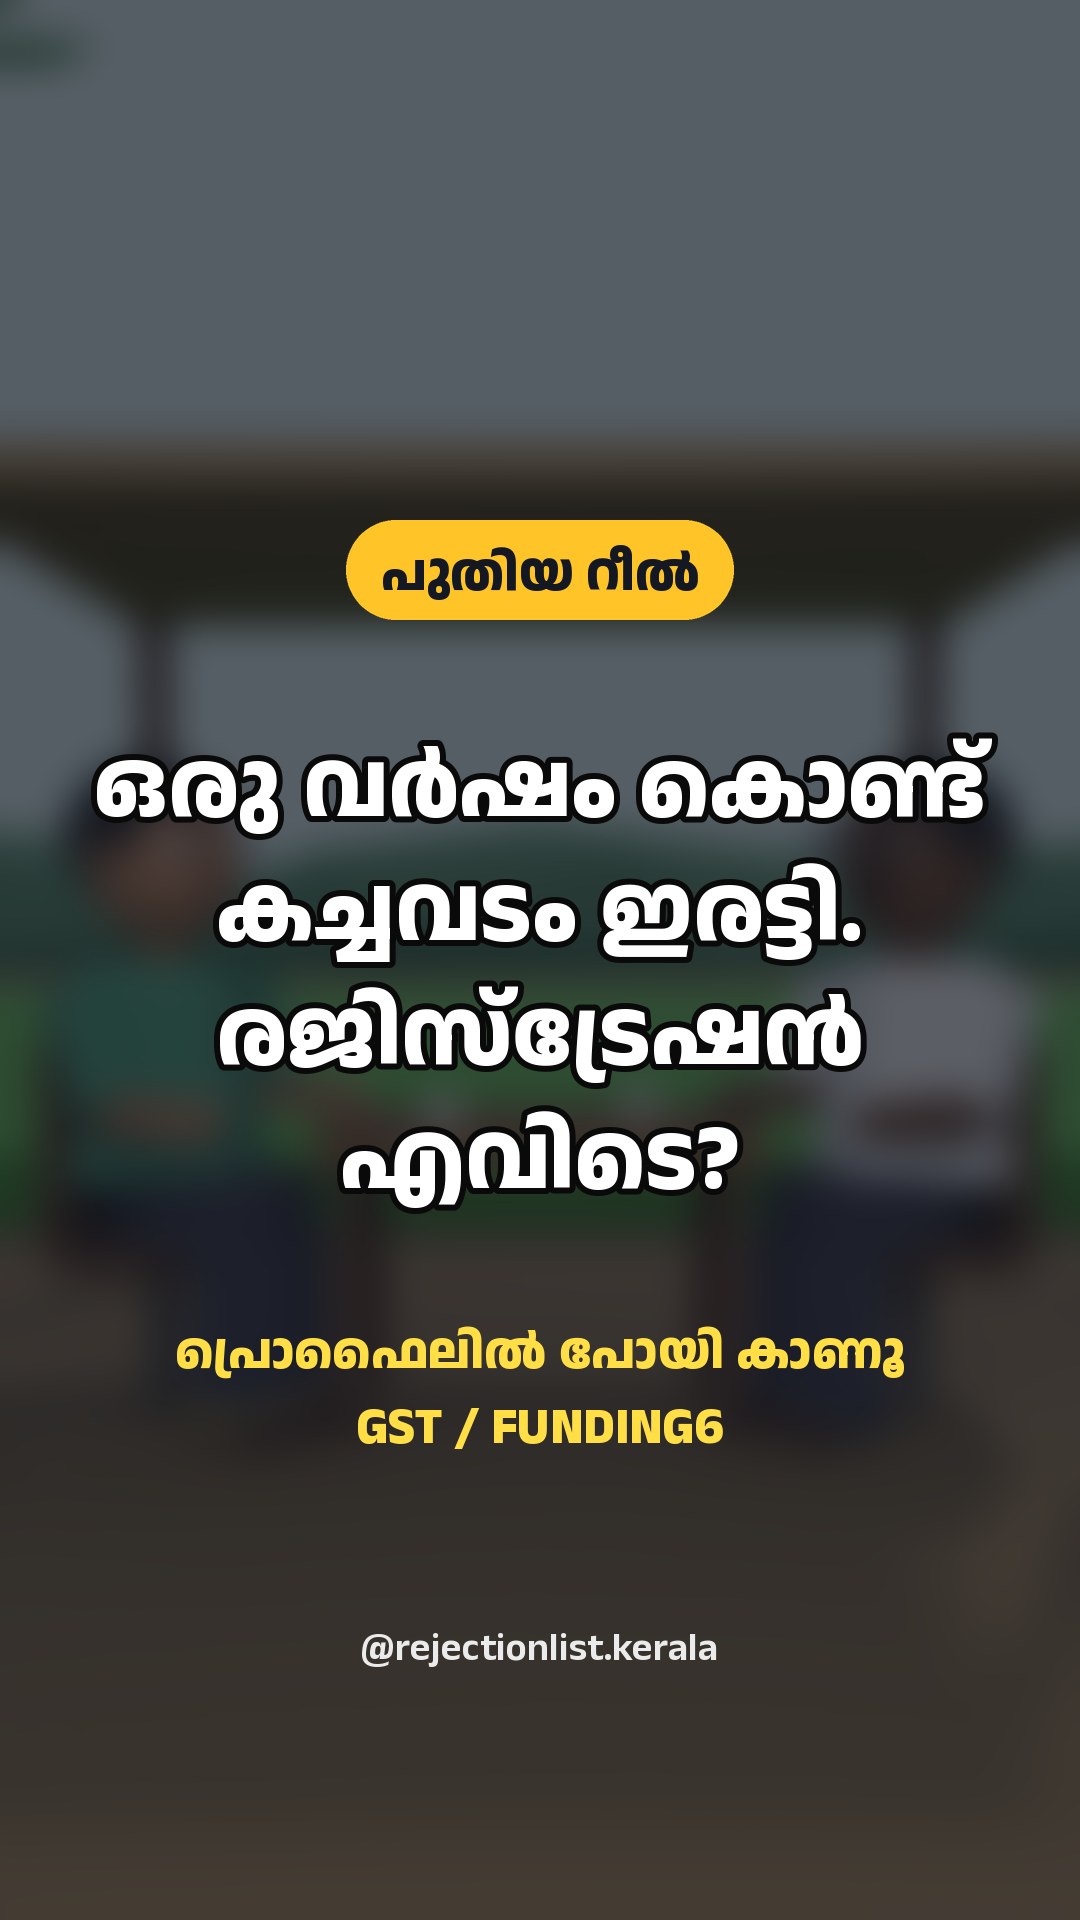 പുതിയ റീൽ
ഒരു വർഷം കൊണ്ട്
കച്ചവടം ഇരട്ടി.
രജിസ്ട്രേഷൻ
എവിടെ?
പ്രൊഫൈലിൽ പോയി കാണൂ
GST / FUNDING6
@rejectionlist.kerala